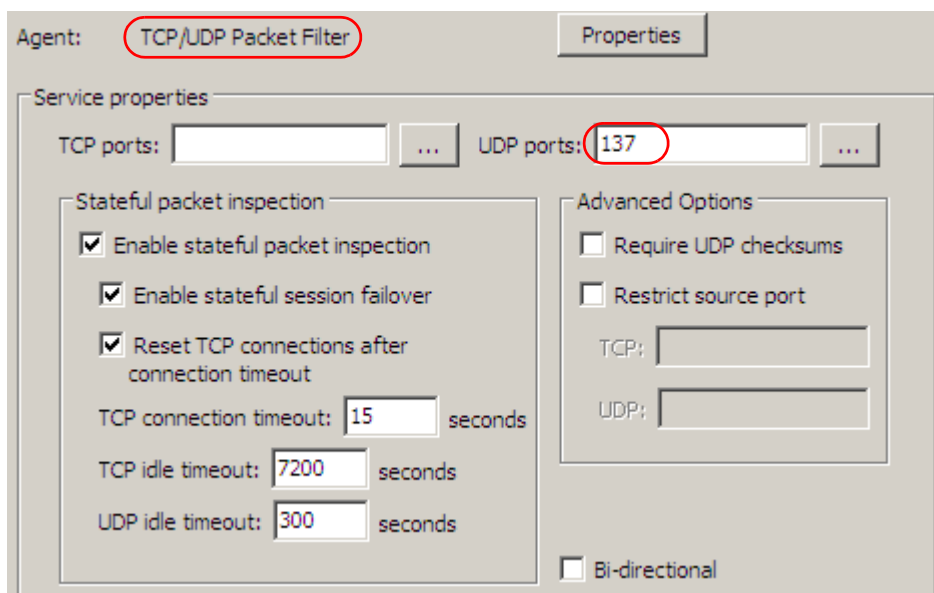 Agent: TCP/UDP Packet Filter Properties
Service properties
TCP ports: ... UDP ports: 137 ...
Stateful packet inspection
Enable stateful packet inspection
Enable stateful session failover
Reset TCP connections after
connection timeout
TCP connection timeout: 15 seconds
TCP idle timeout: 7200 seconds
UDP idle timeout: 300 seconds
Advanced Options
Require UDP checksums
Restrict source port
TCP:
UDP:
Bi-directional